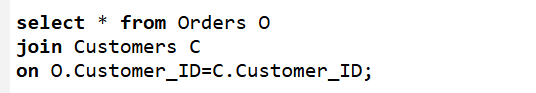 select * from Orders O
join Customers C
on O.Customer_ID=C.Customer_ID;